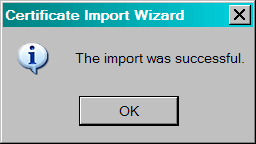 Certificate Import Wizard
The import was successful.
OK